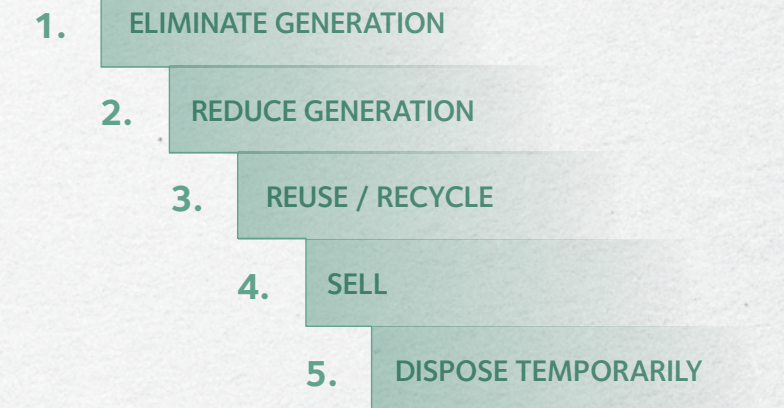 1. ELIMINATE GENERATION
2. REDUCE GENERATION
3. REUSE / RECYCLE
4. SELL
5. DISPOSE TEMPORARILY